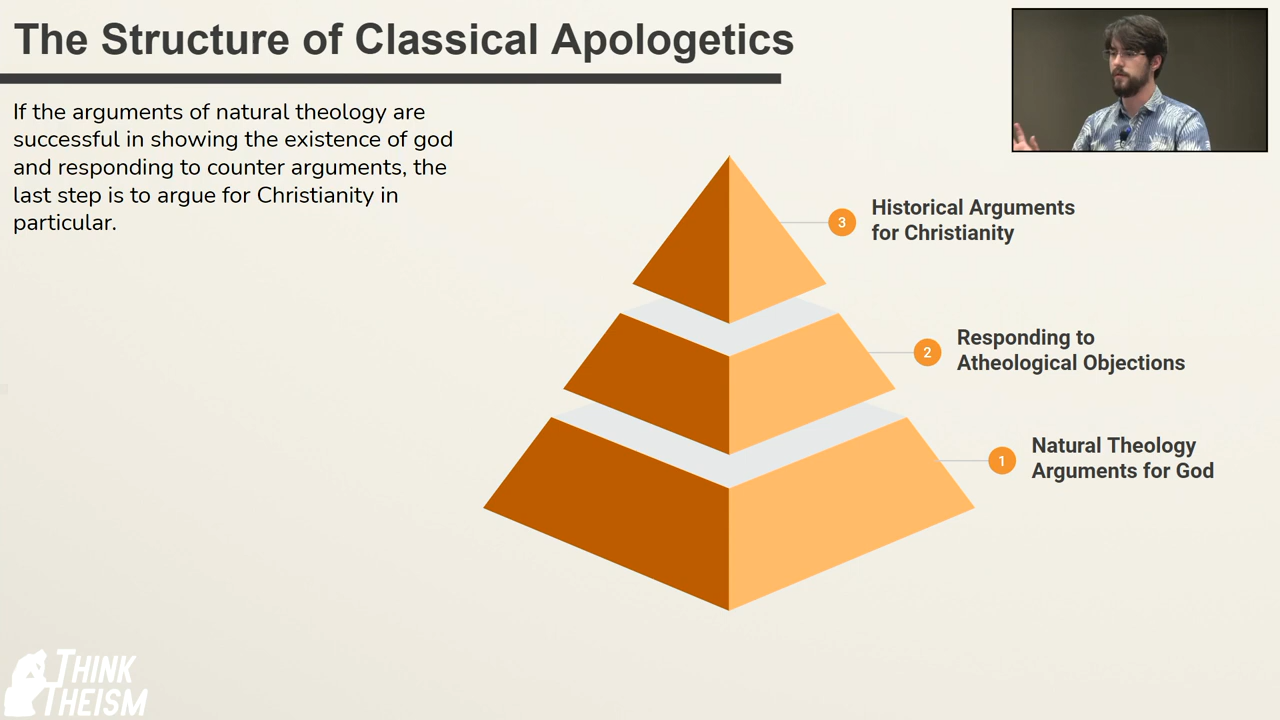 The Structure of Classical Apologetics
If the arguments of natural theology are
successful in showing the existence of god
and responding to counter arguments, the
last step is to argue for Christianity in
particular.
3
Historical Arguments
for Christianity
2
Responding to
Atheological Objections
1
Natural Theology
Arguments for God
THINK
THEISM